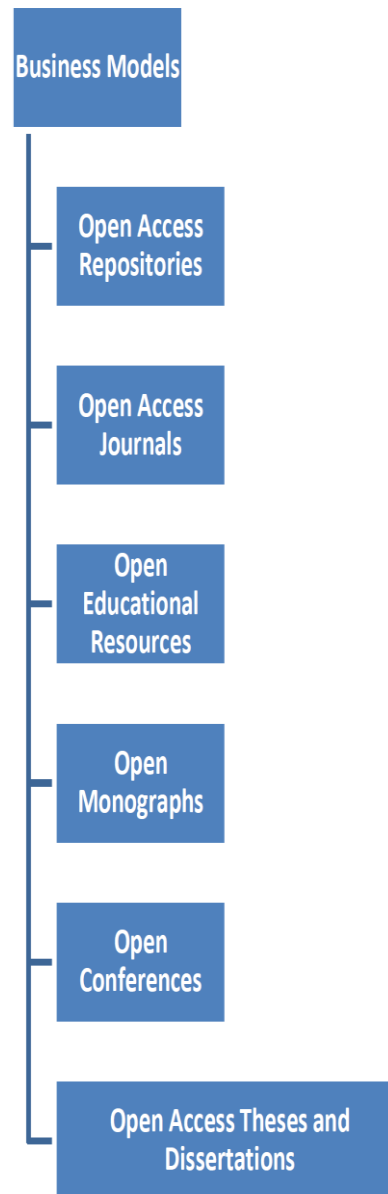 Business Models
Open Access
Repositories
Open Access
Journals
Open
Educational
Resources
Open
Monographs
Open
Conferences
Open Access Theses and
Dissertations